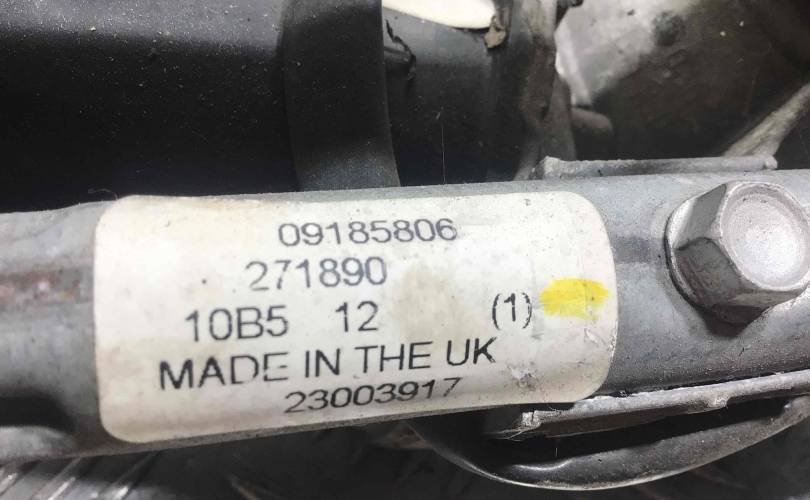 09185806
271890
10B5 12 (1)
MADE IN THE UK
23003917